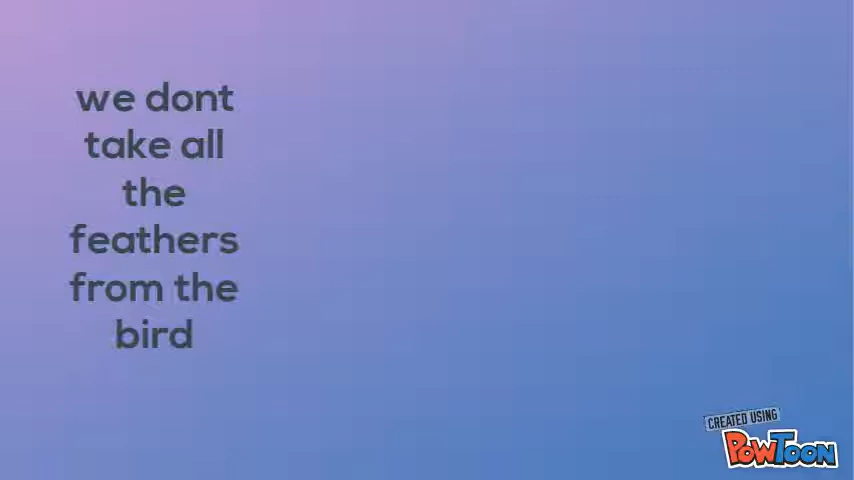 we dont
take all
the
feathers
from the
bird
CREATED USING
POWTOON